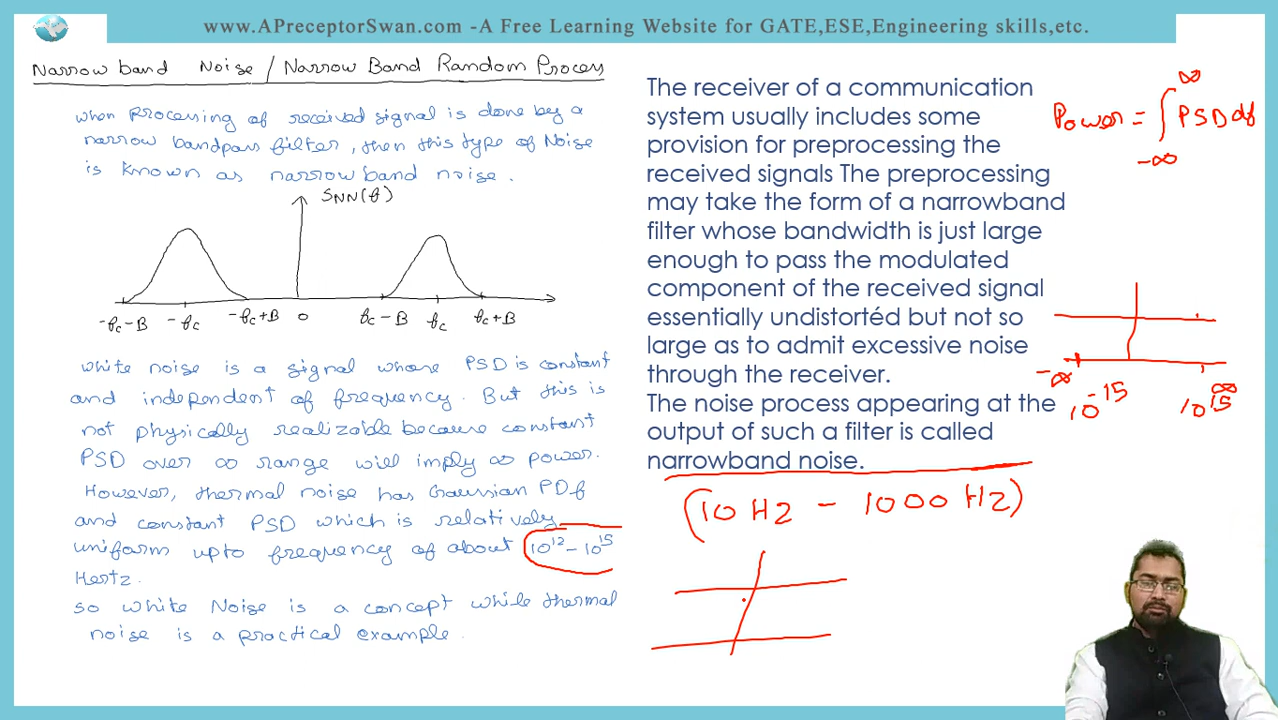 www.APreceptorSwan.com -A Free Learning Website for GATE,ESE,Engineering skills,etc.
Narrow band Noise / Narrow Band Random Process
when processing of received signal is done by a
narrow bandpass filter, then this type of Noise
is known as narrow band noise.
SNN(f)
-fc-B -fc -fc+B 0 fc-B fc fc+B
white noise is a signal whose PSD is constant
and independent of frequency. But this is
not physically realizable because constant
PSD over ∞ range will imply ∞ power.
However, thermal noise has Gaussian PDf
and constant PSD which is relatively
uniform upto frequency of about 10^12 - 10^15
Hertz.
so White Noise is a concept while thermal
noise is a practical example.
The receiver of a communication
system usually includes some
provision for preprocessing the
received signals The preprocessing
may take the form of a narrowband
filter whose bandwidth is just large
enough to pass the modulated
component of the received signal
essentially undistortéd but not so
large as to admit excessive noise
through the receiver.
The noise process appearing at the
output of such a filter is called
narrowband noise.
(10 Hz - 1000 Hz)
∞
Power = ∫ PSD df
-∞
-∞ ∞
10^-15 10^15